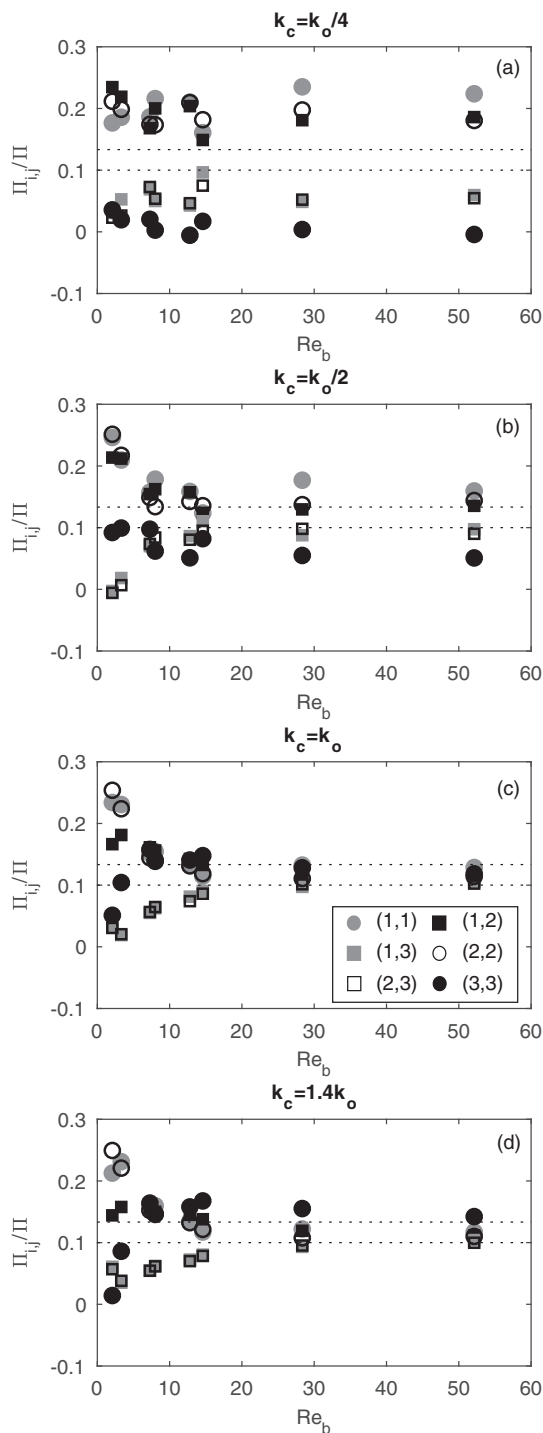 k_c=k_o/4
(a)
0.3
0.2
0.1
0
-0.1
Π_{i,j}/Π
0 10 20 30 40 50 60
Re_b
k_c=k_o/2
(b)
0.3
0.2
0.1
0
-0.1
Π_{i,j}/Π
0 10 20 30 40 50 60
Re_b
k_c=k_o
(c)
0.3
0.2
0.1
0
-0.1
Π_{i,j}/Π
(1,1) (1,2)
(1,3) (2,2)
(2,3) (3,3)
0 10 20 30 40 50 60
Re_b
k_c=1.4k_o
(d)
0.3
0.2
0.1
0
-0.1
Π_{i,j}/Π
0 10 20 30 40 50 60
Re_b